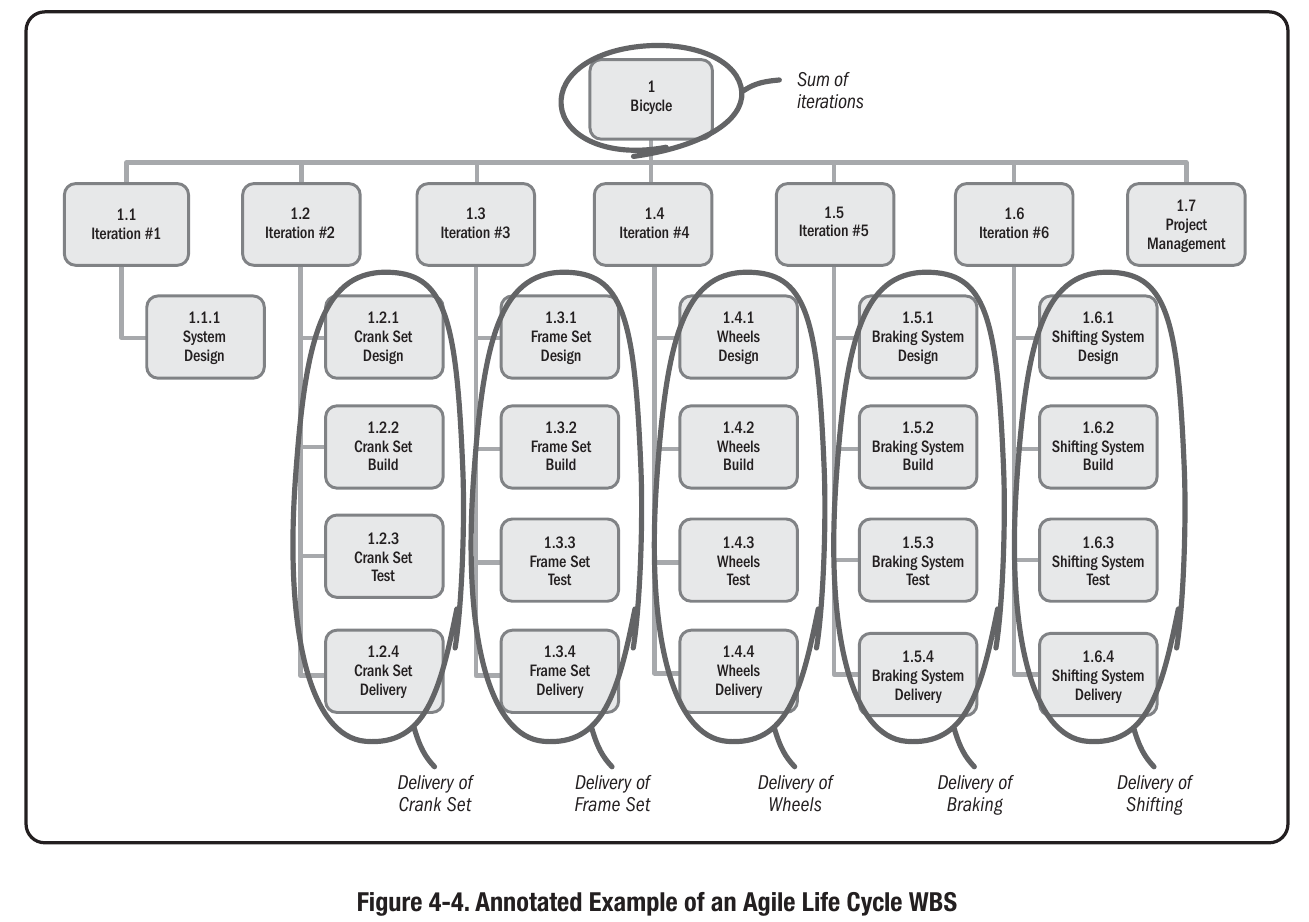 1
Bicycle
Sum of
iterations
1.1
Iteration #1
1.2
Iteration #2
1.3
Iteration #3
1.4
Iteration #4
1.5
Iteration #5
1.6
Iteration #6
1.7
Project
Management
1.1.1
System
Design
1.2.1
Crank Set
Design
1.3.1
Frame Set
Design
1.4.1
Wheels
Design
1.5.1
Braking System
Design
1.6.1
Shifting System
Design
1.2.2
Crank Set
Build
1.3.2
Frame Set
Build
1.4.2
Wheels
Build
1.5.2
Braking System
Build
1.6.2
Shifting System
Build
1.2.3
Crank Set
Test
1.3.3
Frame Set
Test
1.4.3
Wheels
Test
1.5.3
Braking System
Test
1.6.3
Shifting System
Test
1.2.4
Crank Set
Delivery
1.3.4
Frame Set
Delivery
1.4.4
Wheels
Delivery
1.5.4
Braking System
Delivery
1.6.4
Shifting System
Delivery
Delivery of
Crank Set
Delivery of
Frame Set
Delivery of
Wheels
Delivery of
Braking
Delivery of
Shifting
Figure 4-4. Annotated Example of an Agile Life Cycle WBS